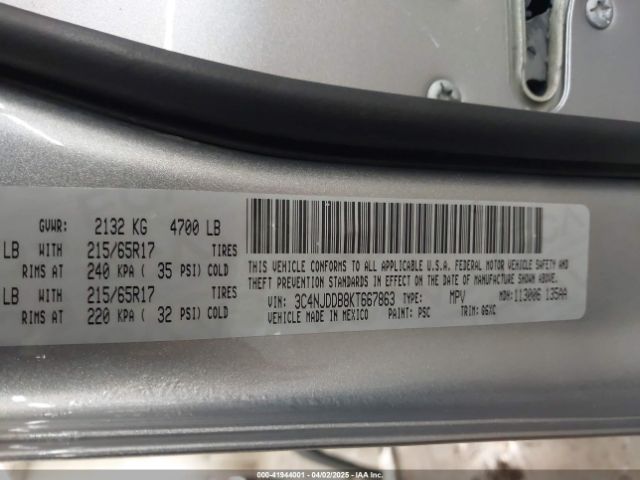 GVWR: 2132 KG 4700 LB
LB WITH 215/65R17 TIRES
RIMS AT 240 KPA ( 35 PSI) COLD
LB WITH 215/65R17 TIRES
RIMS AT 220 KPA ( 32 PSI) COLD
THIS VEHICLE CONFORMS TO ALL APPLICABLE U.S.A. FEDERAL MOTOR VEHICLE SAFETY AND
THEFT PREVENTION STANDARDS IN EFFECT ON THE DATE OF MANUFACTURE SHOWN ABOVE.
VIN: 3C4NJDDB8KT667863 TYPE: MPV MDH: 113006 135AA
VEHICLE MADE IN MEXICO PAINT: PSC TRIM: G6XC
000-41944001 - 04/02/2025 - IAAI.COM